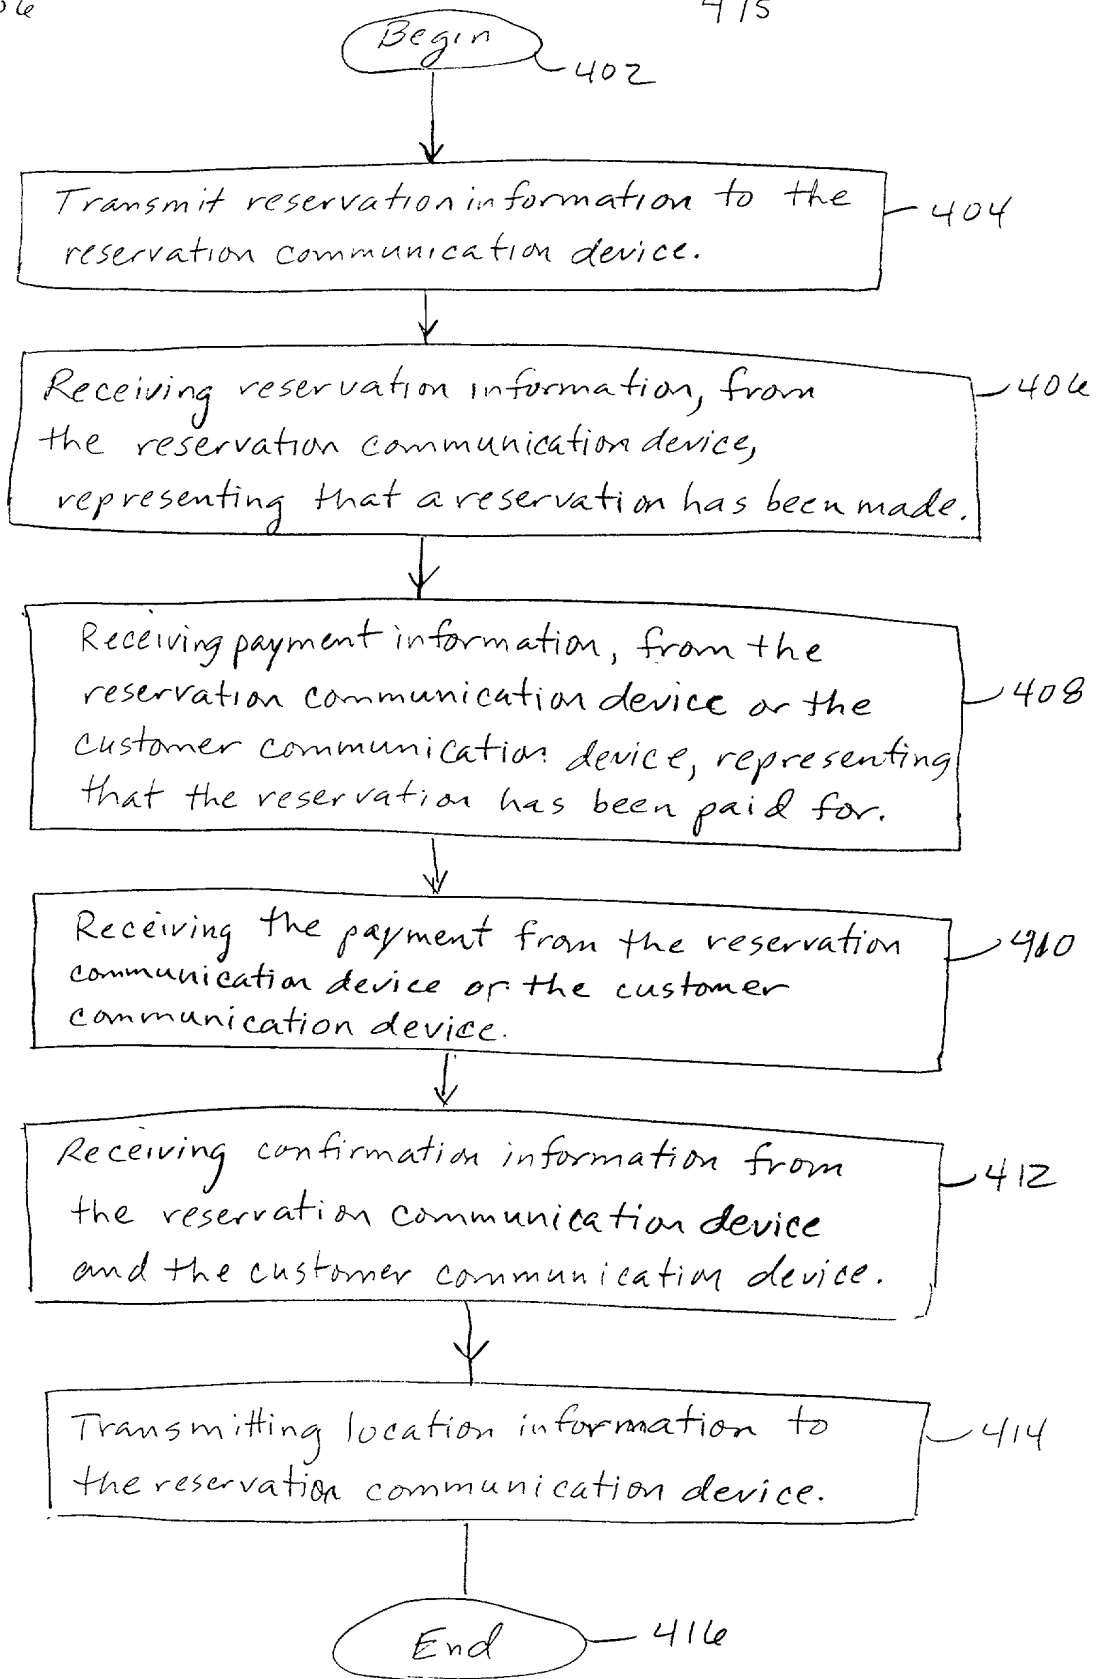 415
Begin
402
Transmit reservation information to the
404
reservation communication device.
Receiving reservation information, from
406
the reservation communication device,
representing that a reservation has been made.
Receiving payment information, from the
reservation communication device or the
408
customer communication device, representing
that the reservation has been paid for.
Receiving the payment from the reservation
410
communication device or the customer
communication device.
Receiving confirmation information from
412
the reservation communication device
and the customer communication device.
Transmitting location information to
414
the reservation communication device.
End
416